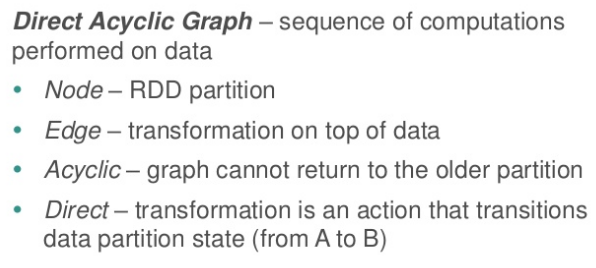 Direct Acyclic Graph – sequence of computations
performed on data
• Node – RDD partition
• Edge – transformation on top of data
• Acyclic – graph cannot return to the older partition
• Direct – transformation is an action that transitions
data partition state (from A to B)